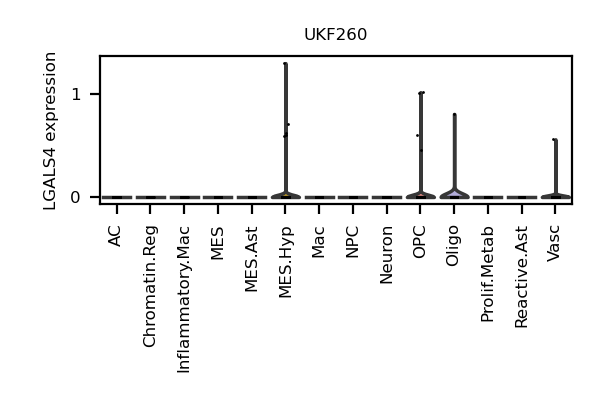 UKF260
LGALS4 expression
1
0
AC
Chromatin.Reg
Inflammatory.Mac
MES
MES.Ast
MES.Hyp
Mac
NPC
Neuron
OPC
Oligo
Prolif.Metab
Reactive.Ast
Vasc